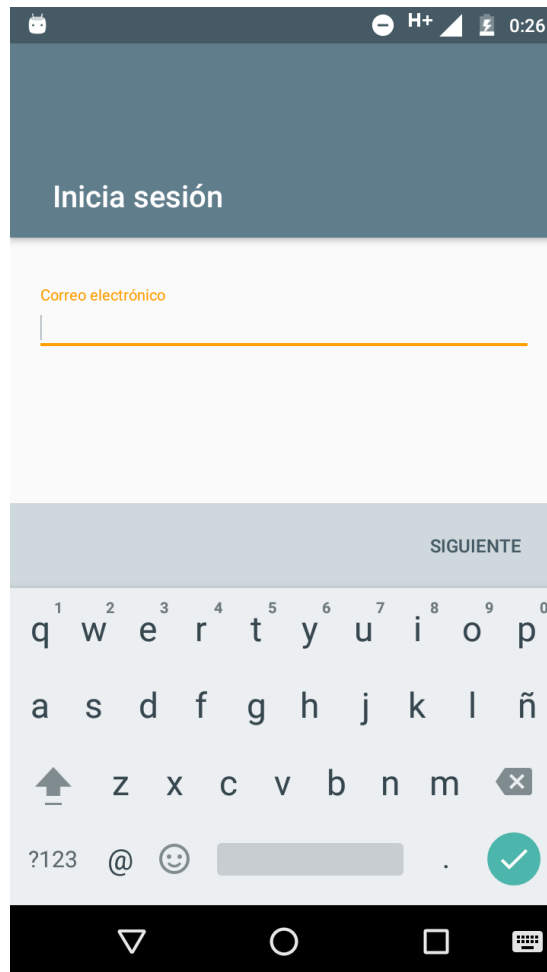 H+ 0:26
Inicia sesión
Correo electrónico
SIGUIENTE
1 2 3 4 5 6 7 8 9 0
q w e r t y u i o p
a s d f g h j k l ñ
z x c v b n m
?123 @ .